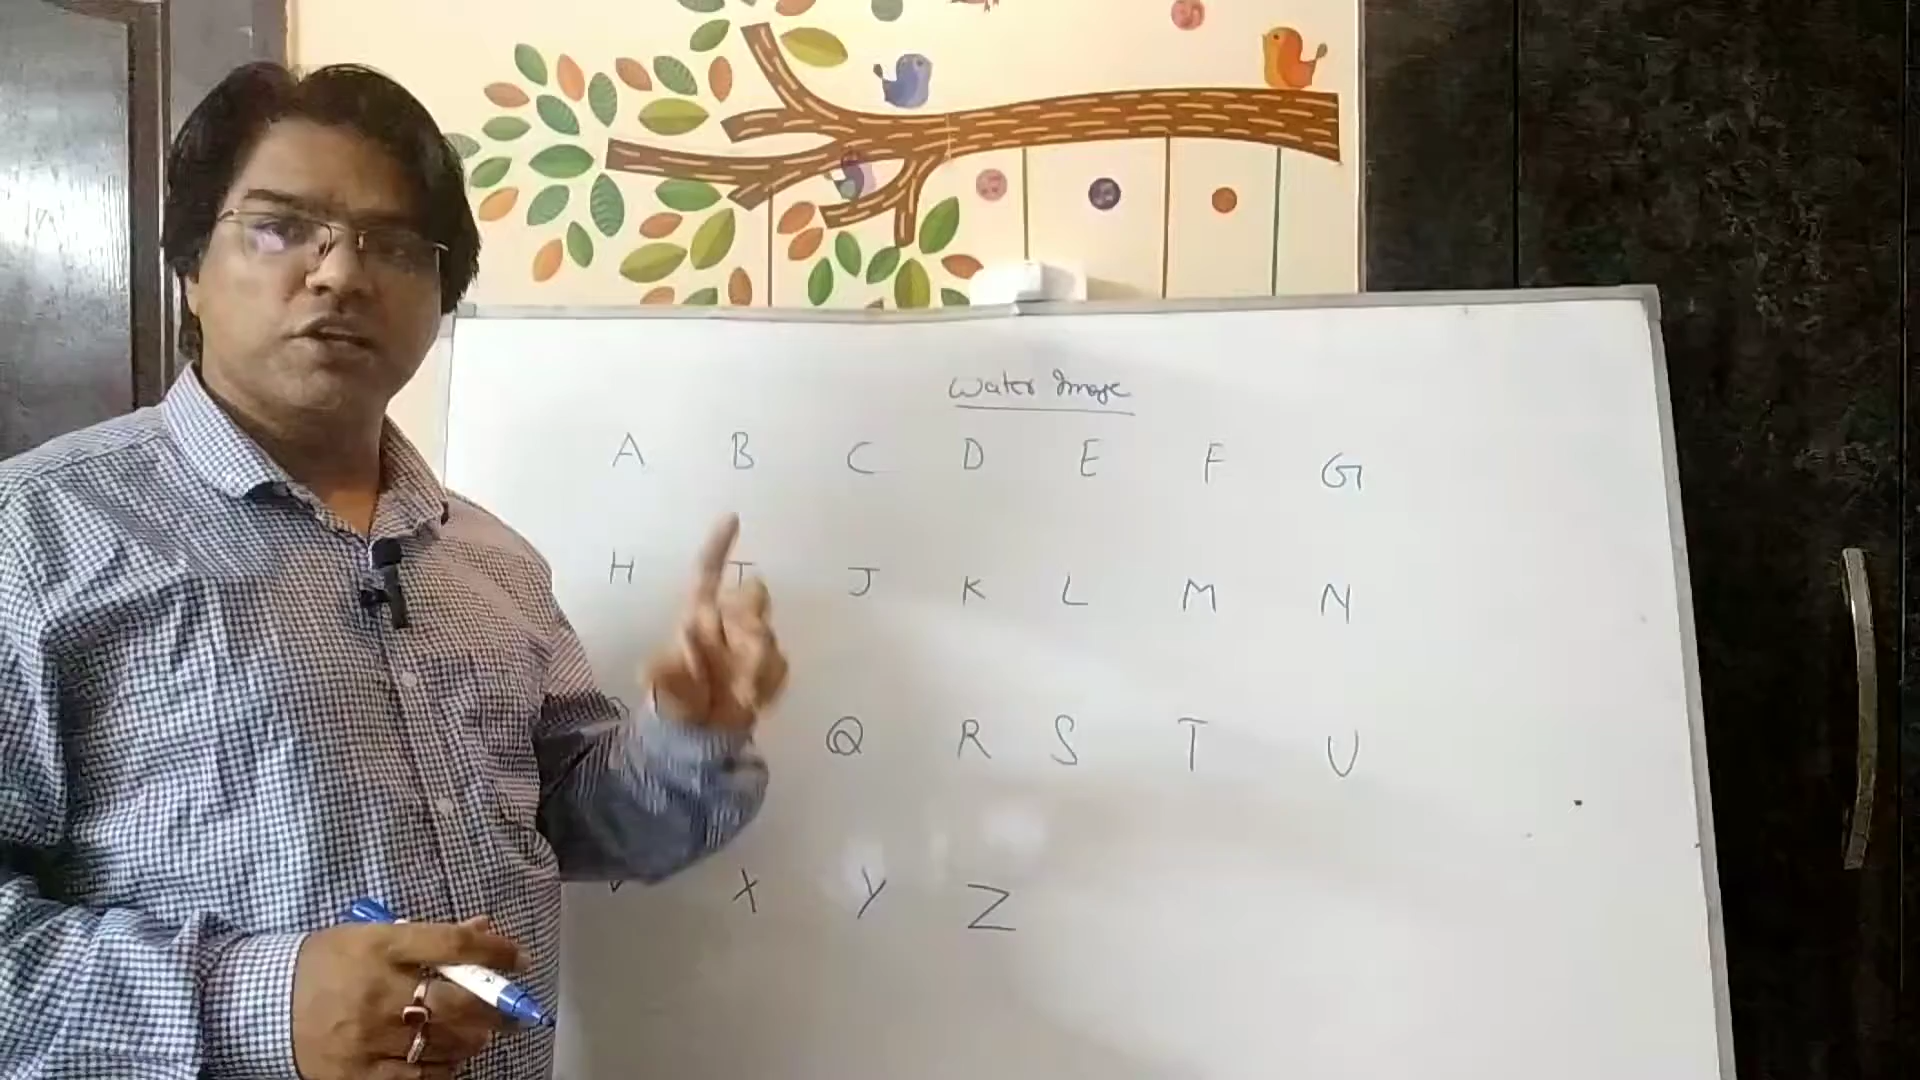 Water Image
A B C D E F G
H I J K L M N
Q R S T U
V X Y Z